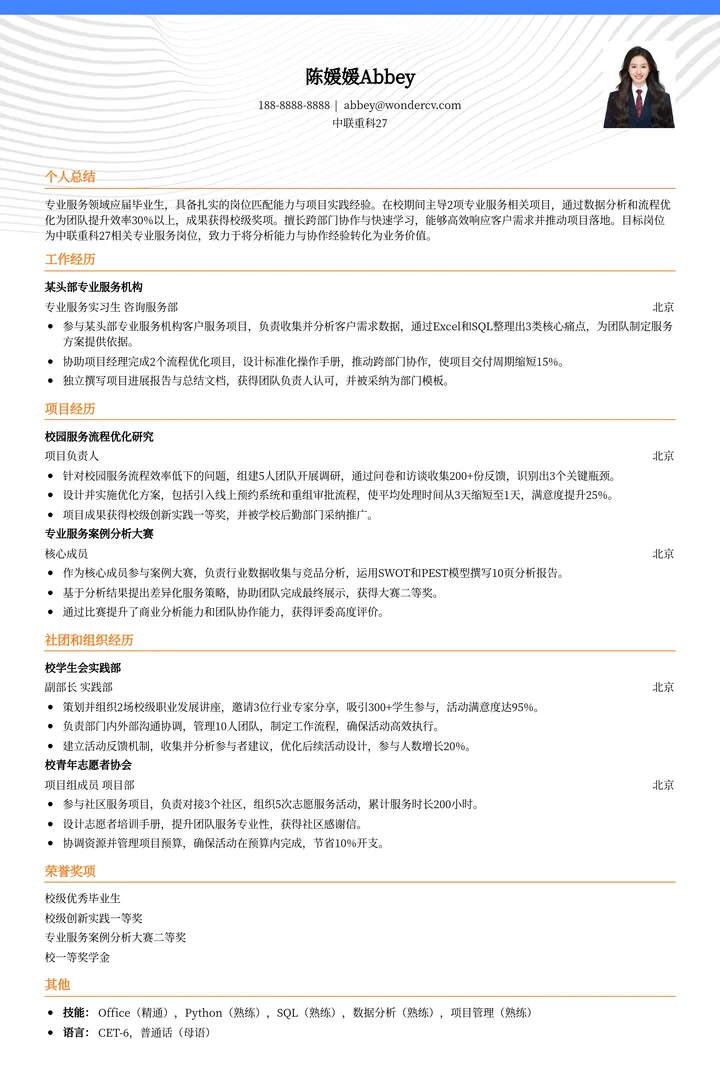 陈媛媛Abbey
188-8888-8888 | abbey@wondercv.com
中联重科27
个人总结
专业服务领域应届毕业生，具备扎实的岗位匹配能力与项目实践经验。在校期间主导2项专业服务相关项目，通过数据分析和流程优
化为团队提升效率30%以上，成果获得校级奖项。擅长跨部门协作与快速学习，能够高效响应客户需求并推动项目落地。目标岗位
为中联重科27相关专业服务岗位，致力于将分析能力与协作经验转化为业务价值。
工作经历
某头部专业服务机构
专业服务实习生 咨询服务部 北京
• 参与某头部专业服务机构客户服务项目，负责收集并分析客户需求数据，通过Excel和SQL整理出3类核心痛点，为团队制定服务
方案提供依据。
• 协助项目经理完成2个流程优化项目，设计标准化操作手册，推动跨部门协作，使项目交付周期缩短15%。
• 独立撰写项目进展报告与总结文档，获得团队负责人认可，并被采纳为部门模板。
项目经历
校园服务流程优化研究
项目负责人 北京
• 针对校园服务流程效率低下的问题，组建5人团队开展调研，通过问卷和访谈收集200+份反馈，识别出3个关键瓶颈。
• 设计并实施优化方案，包括引入线上预约系统和重组审批流程，使平均处理时间从3天缩短至1天，满意度提升25%。
• 项目成果获得校级创新实践一等奖，并被学校后勤部门采纳推广。
专业服务案例分析大赛
核心成员 北京
• 作为核心成员参与案例大赛，负责行业数据收集与竞品分析，运用SWOT和PEST模型撰写10页分析报告。
• 基于分析结果提出差异化服务策略，协助团队完成最终展示，获得大赛二等奖。
• 通过比赛提升了商业分析能力和团队协作能力，获得评委高度评价。
社团和组织经历
校学生会实践部
副部长 实践部 北京
• 策划并组织2场校级职业发展讲座，邀请3位行业专家分享，吸引300+学生参与，活动满意度达95%。
• 负责部门内外部沟通协调，管理10人团队，制定工作流程，确保活动高效执行。
• 建立活动反馈机制，收集并分析参与者建议，优化后续活动设计，参与人数增长20%。
校青年志愿者协会
项目组成员 项目部 北京
• 参与社区服务项目，负责对接3个社区，组织5次志愿服务活动，累计服务时长200小时。
• 设计志愿者培训手册，提升团队服务专业性，获得社区感谢信。
• 协调资源并管理项目预算，确保活动在预算内完成，节省10%开支。
荣誉奖项
校级优秀毕业生
校级创新实践一等奖
专业服务案例分析大赛二等奖
校一等奖学金
其他
• 技能： Office（精通），Python（熟练），SQL（熟练），数据分析（熟练），项目管理（熟练）
• 语言： CET-6，普通话（母语）